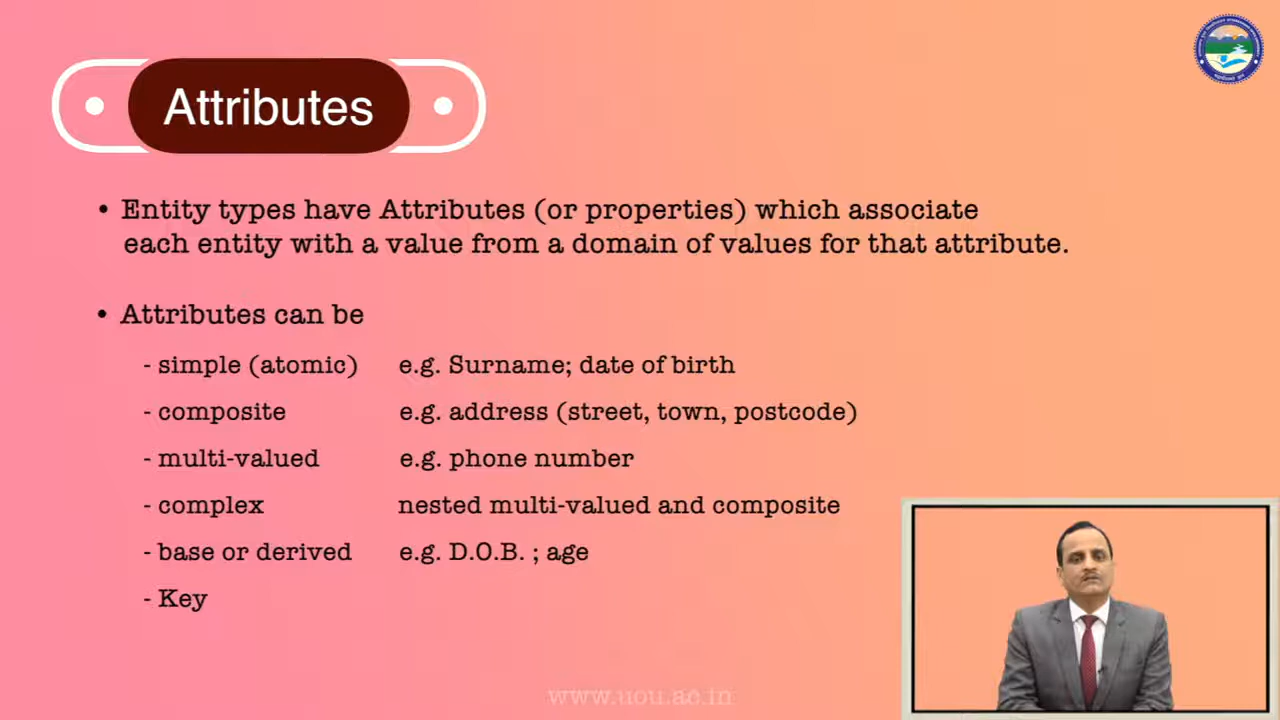 Attributes
• Entity types have Attributes (or properties) which associate
each entity with a value from a domain of values for that attribute.
• Attributes can be
- simple (atomic) e.g. Surname; date of birth
- composite e.g. address (street, town, postcode)
- multi-valued e.g. phone number
- complex nested multi-valued and composite
- base or derived e.g. D.O.B. ; age
- Key
www.uou.ac.in